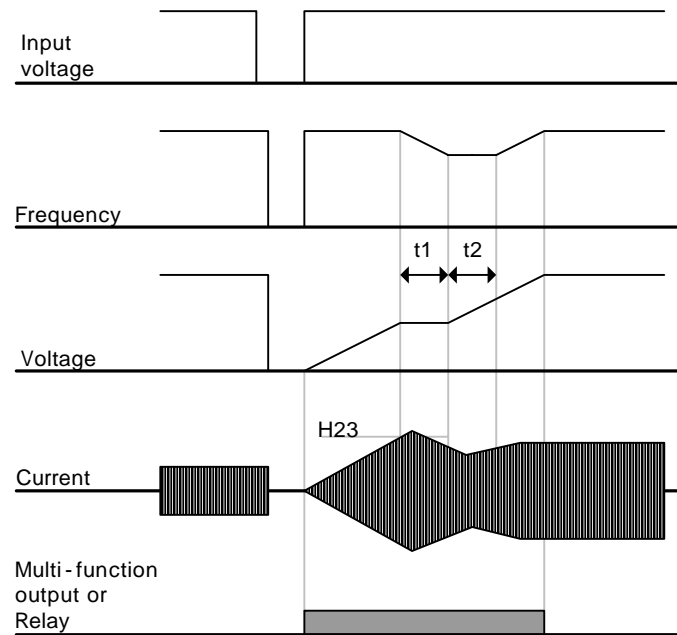 Input
voltage
Frequency
t1 t2
Voltage
H23
Current
Multi - function
output or
Relay